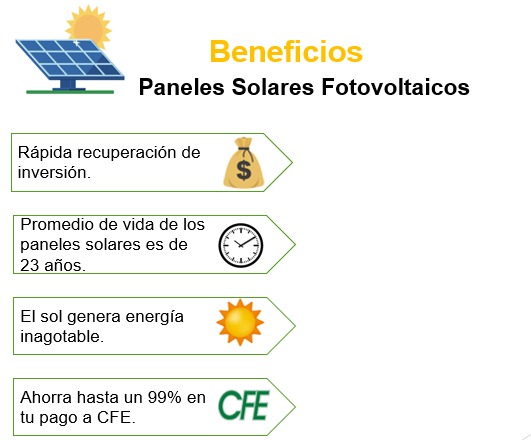 Beneficios
Paneles Solares Fotovoltaicos
Rápida recuperación de
inversión.
$
Promedio de vida de los
paneles solares es de
23 años.
El sol genera energía
inagotable.
Ahorra hasta un 99% en
tu pago a CFE.
CFE